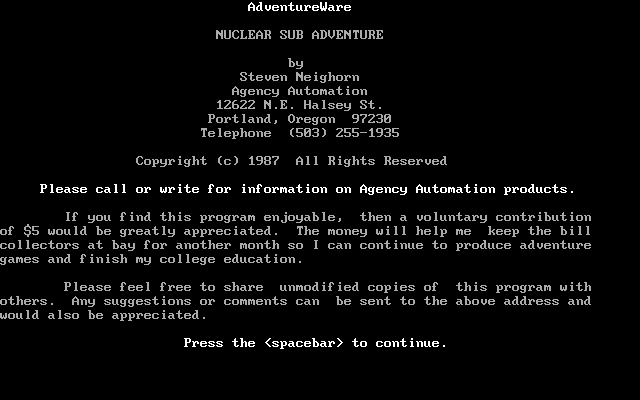 AdventureWare
NUCLEAR SUB ADVENTURE
by
Steven Neighorn
Agency Automation
12622 N.E. Halsey St.
Portland, Oregon  97230
Telephone  (503) 255-1935
Copyright (c) 1987  All Rights Reserved
Please call or write for information on Agency Automation products.
If you find this program enjoyable,  then a voluntary contribution
of $5 would be greatly appreciated.  The money will help me  keep the bill
collectors at bay for another month so I can continue to produce adventure
games and finish my college education.
Please feel free to share  unmodified copies of  this program with
others.  Any suggestions or comments can  be sent to the above address and
would also be appreciated.
Press the <spacebar> to continue.